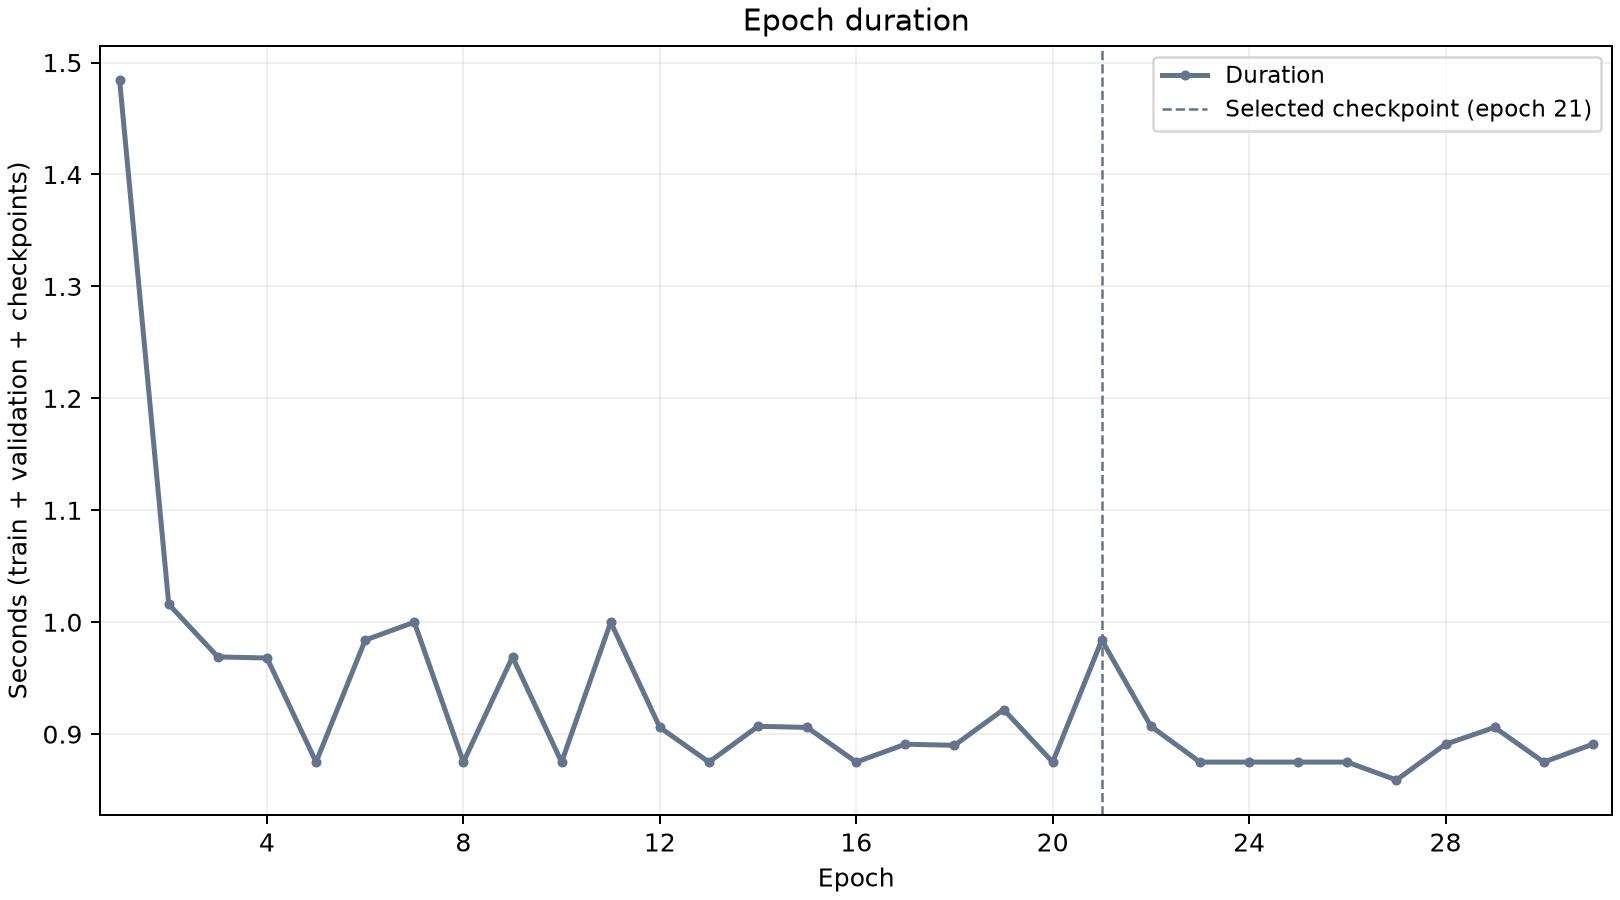 Epoch duration
Duration
Selected checkpoint (epoch 21)
Seconds (train + validation + checkpoints)
1.5
1.4
1.3
1.2
1.1
1.0
0.9
4 8 12 16 20 24 28
Epoch